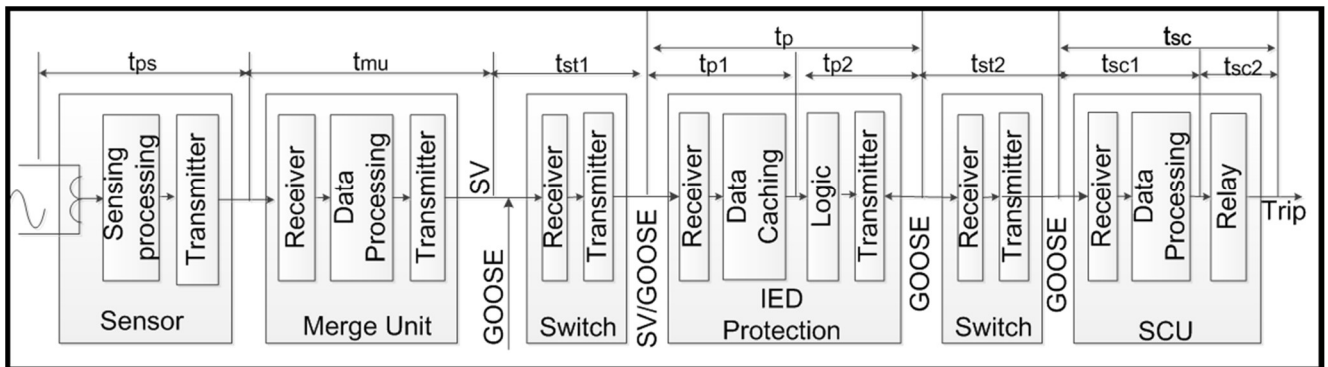 tps
tmu
tst1
tp
tp1
tp2
tst2
tsc
tsc1
tsc2
Sensing
processing
Transmitter
Sensor
Receiver
Data
Processing
Transmitter
Merge Unit
SV
GOOSE
Receiver
Transmitter
Switch
SV/GOOSE
Receiver
Data
Caching
Logic
Transmitter
IED
Protection
GOOSE
Receiver
Transmitter
Switch
GOOSE
Receiver
Data
Processing
Relay
SCU
Trip